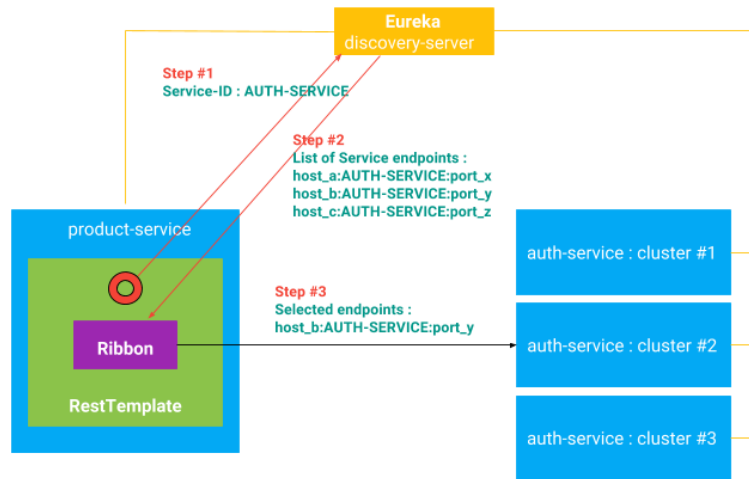 Eureka
discovery-server
Step #1
Service-ID : AUTH-SERVICE
Step #2
List of Service endpoints :
host_a:AUTH-SERVICE:port_x
host_b:AUTH-SERVICE:port_y
host_c:AUTH-SERVICE:port_z
product-service
Ribbon
RestTemplate
Step #3
Selected endpoints :
host_b:AUTH-SERVICE:port_y
auth-service : cluster #1
auth-service : cluster #2
auth-service : cluster #3